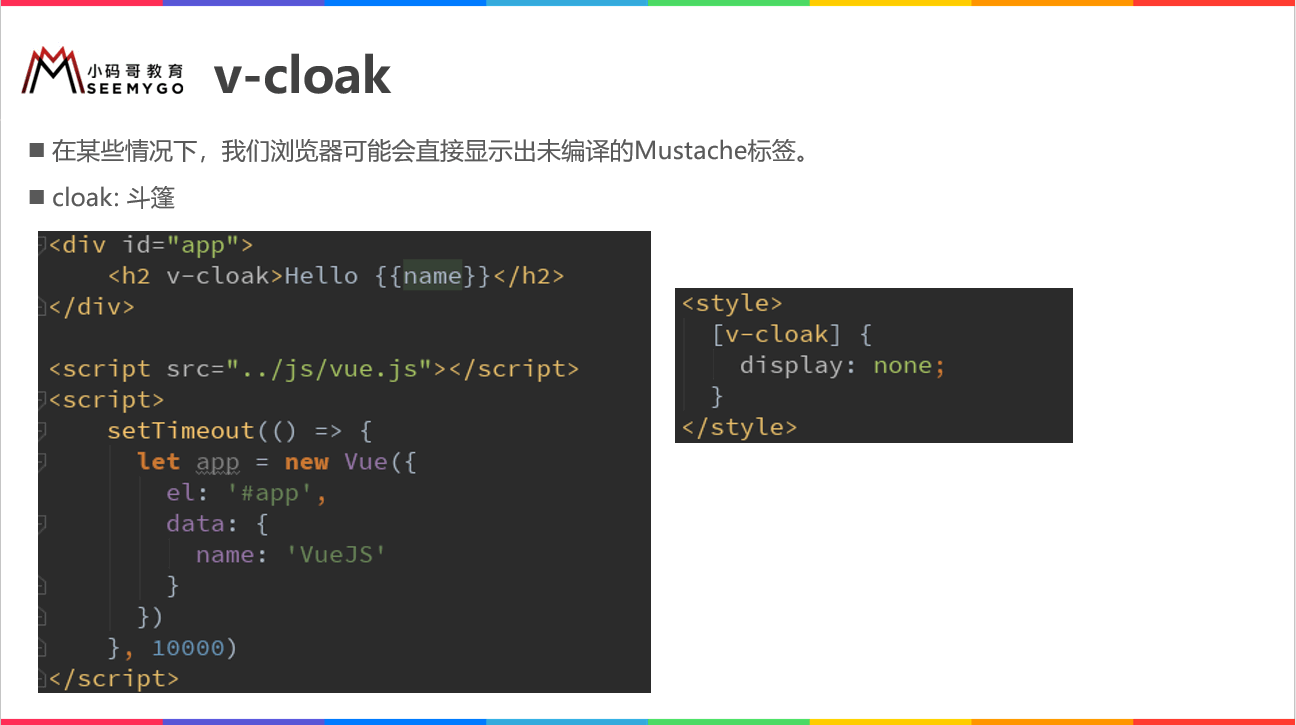 小码哥教育
SEEMYGO
v-cloak
在某些情况下，我们浏览器可能会直接显示出未编译的Mustache标签。
cloak: 斗篷
<div id="app">
    <h2 v-cloak>Hello {{name}}</h2>
</div>
<script src="../js/vue.js"></script>
<script>
    setTimeout(() => {
      let app = new Vue({
        el: '#app',
        data: {
          name: 'VueJS'
        }
      })
    }, 10000)
</script>
<style>
  [v-cloak] {
    display: none;
  }
</style>